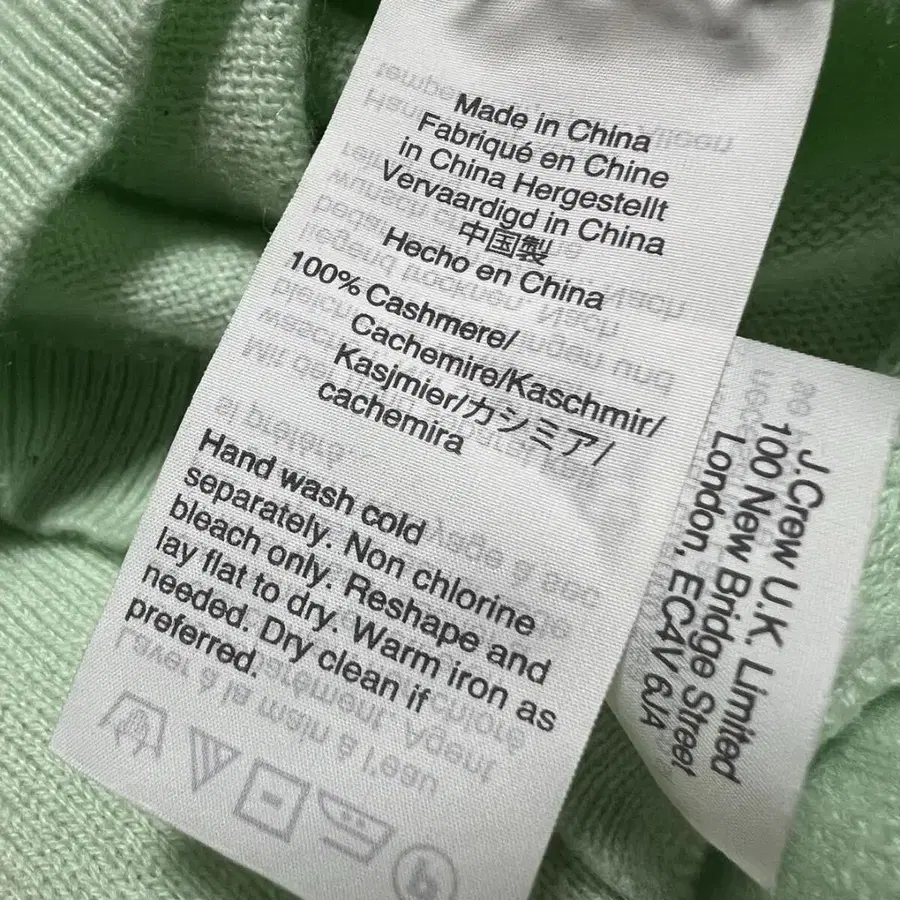 Made in China
Fabriqué en Chine
in China Hergestellt
Vervaardigd in China
中国製
Hecho en China
100% Cashmere/
Cachemire/Kaschmir/
Kasjmier/カシミア/
cachemira
Hand wash cold
separately. Non chlorine
bleach only. Reshape and
lay flat to dry. Warm iron as
needed. Dry clean if
preferred.
J.Crew U.K. Limited
100 New Bridge Street
London, EC4V 6JA